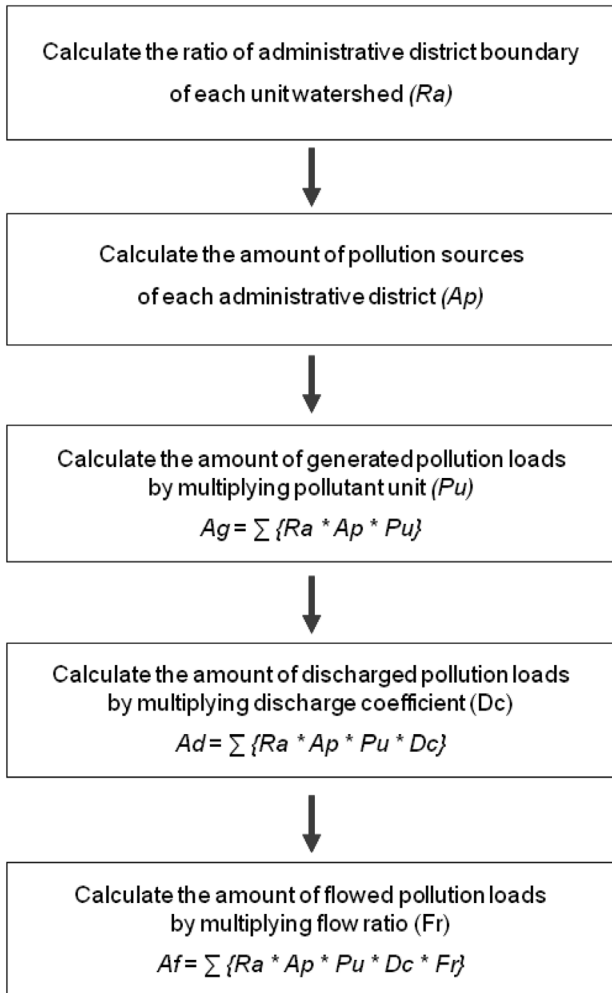 Calculate the ratio of administrative district boundary
of each unit watershed (Ra)
Calculate the amount of pollution sources
of each administrative district (Ap)
Calculate the amount of generated pollution loads
by multiplying pollutant unit (Pu)
Ag = ∑ {Ra * Ap * Pu}
Calculate the amount of discharged pollution loads
by multiplying discharge coefficient (Dc)
Ad = ∑ {Ra * Ap * Pu * Dc}
Calculate the amount of flowed pollution loads
by multiplying flow ratio (Fr)
Af = ∑ {Ra * Ap * Pu * Dc * Fr}